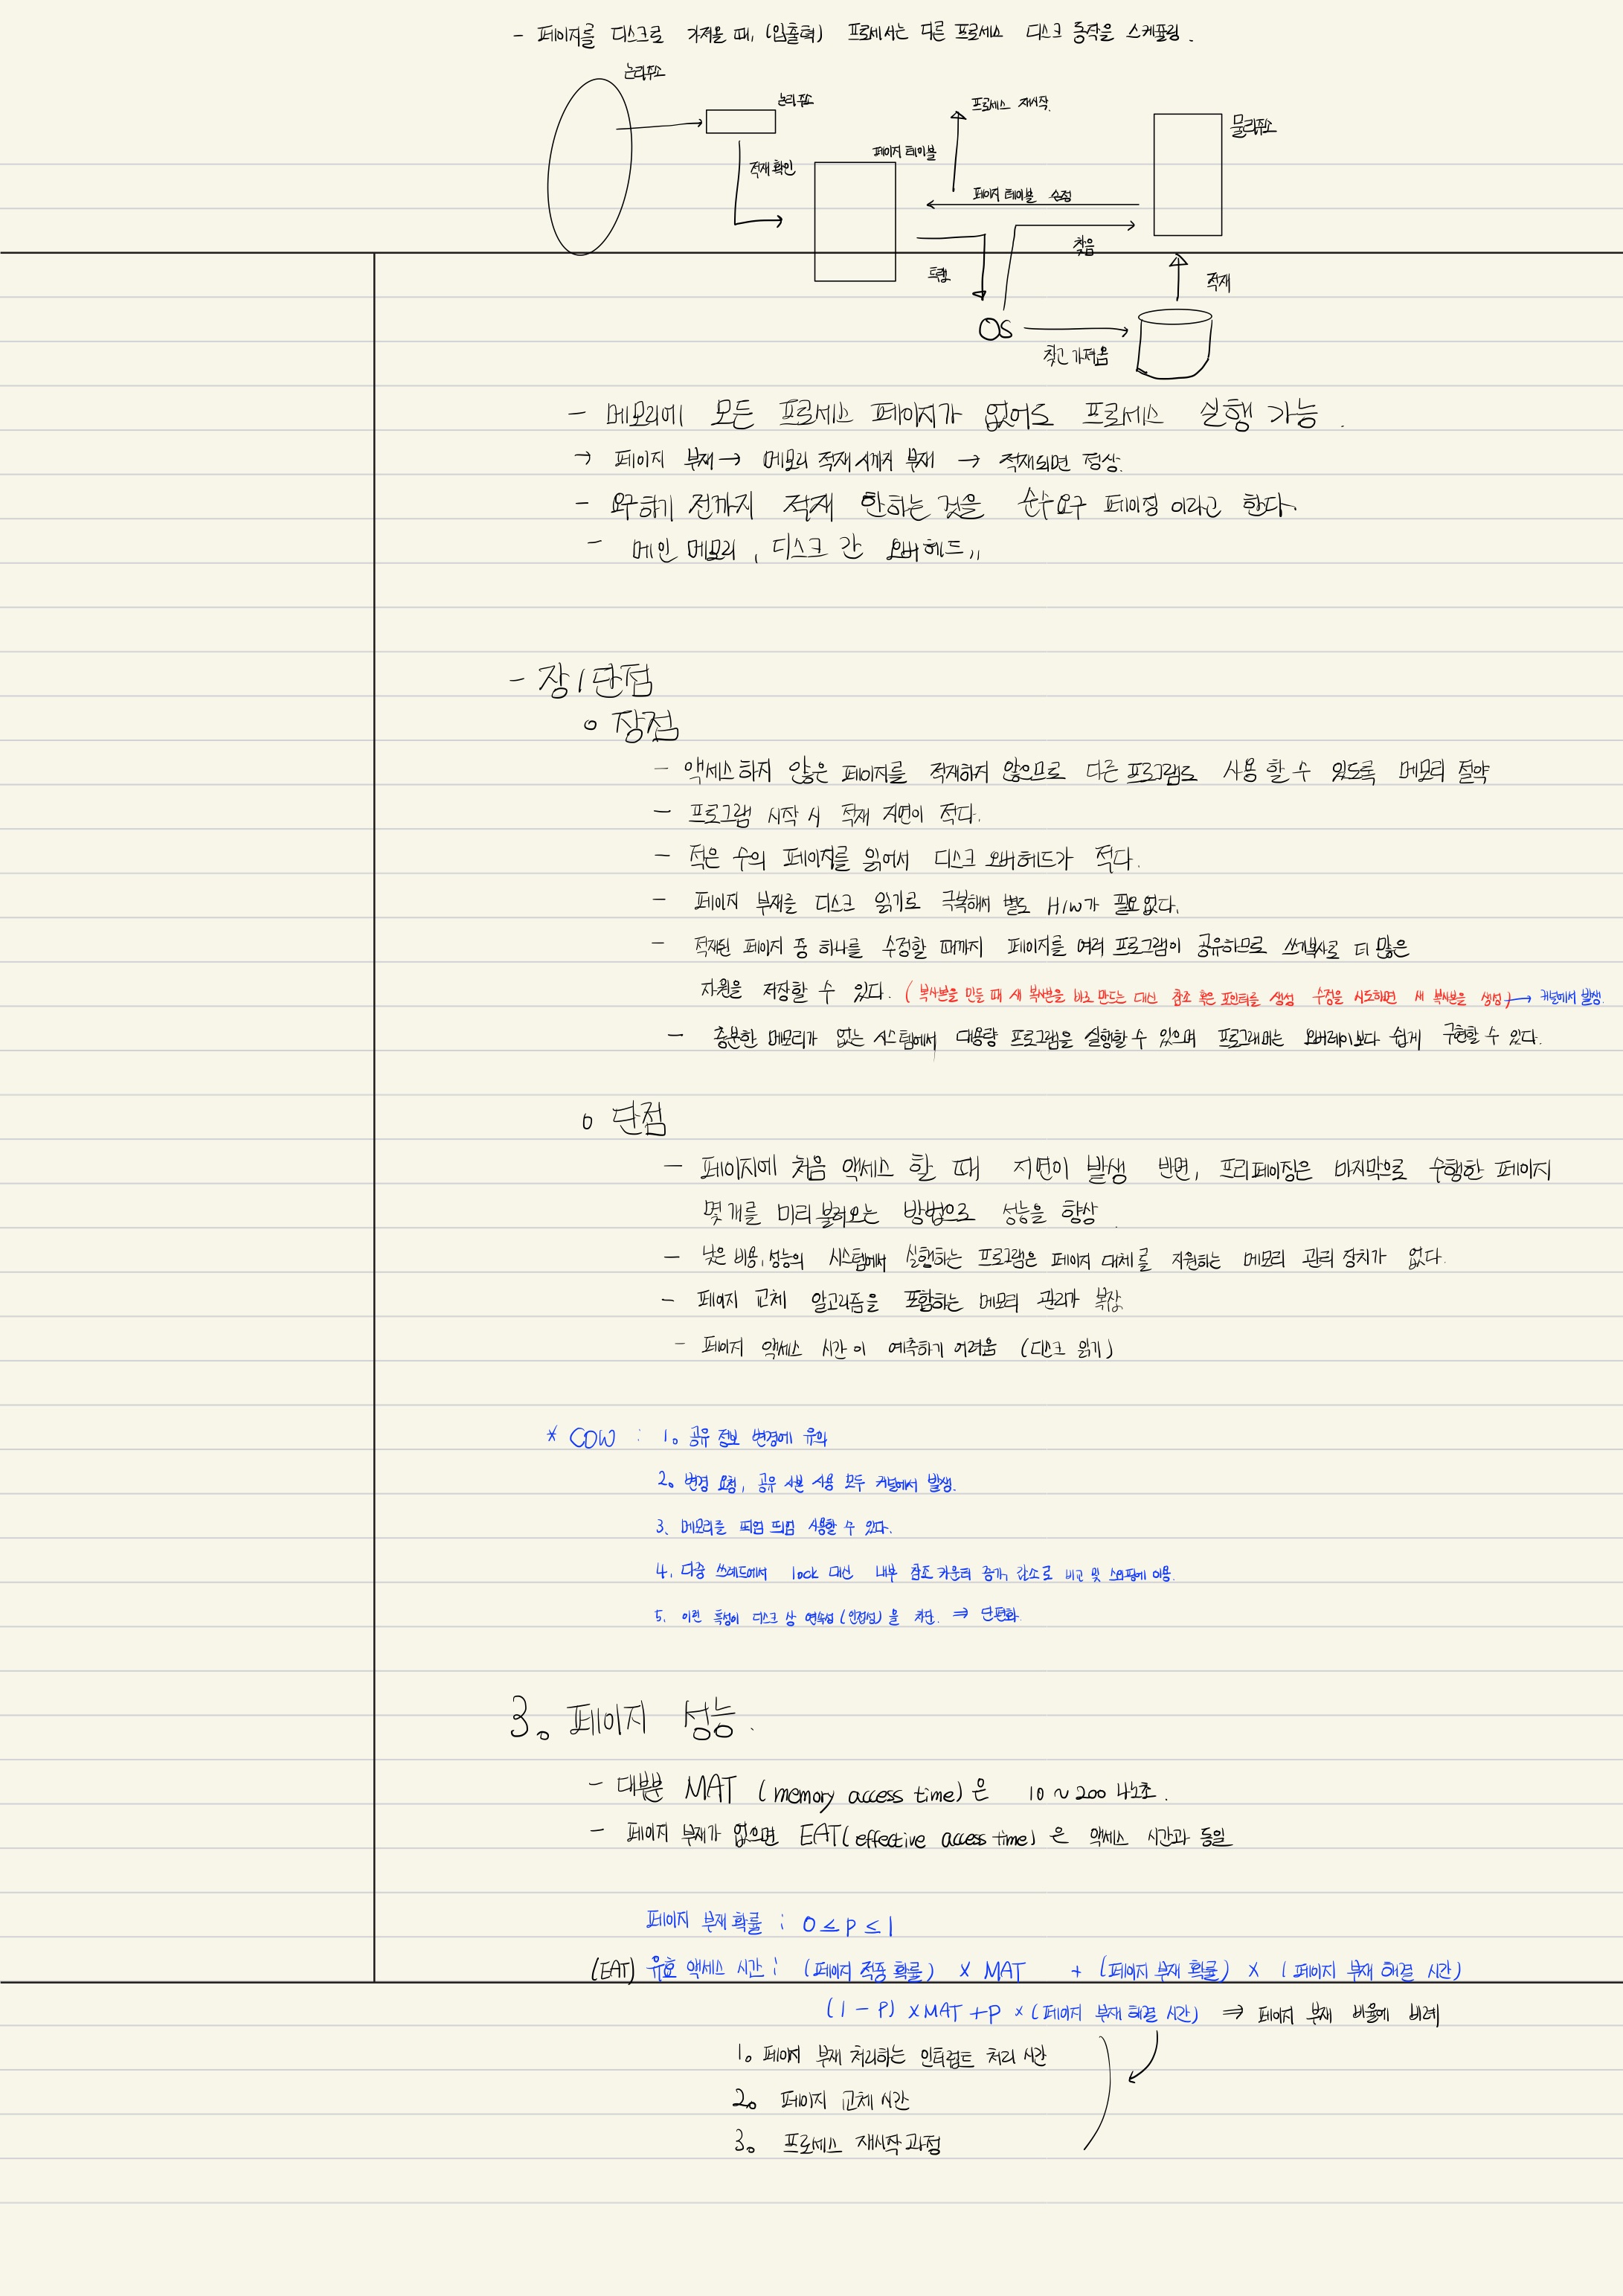 - 페이지를 디스크로 가져올 때, (입출력) 프로세서는 다른 프로세스 디스크 동작을 스케쥴링.
논리주소
논리주소
프로세스 재시작.
물리주소
페이지 테이블
적재 확인
페이지 테이블 수정
찾음
트랩
적재
OS
찾고 가져옴
- 메모리에 모든 프로세스 페이지가 없어도 프로세스 실행 가능.
→ 페이지 부재 → 메모리 적재 시까지 부재 → 적재되면 정상.
- 요구하기 전까지 적재 안하는 것을 순수요구 페이징 이라고 한다.
- 메인 메모리, 디스크 간 오버헤드,,
- 장/단점
o 장점
- 액세스 하지 않은 페이지를 적재하지 않으므로 다른 프로그램도 사용 할 수 있도록 메모리 절약
- 프로그램 시작 시 적재 지연이 적다.
- 적은 수의 페이지를 읽어서 디스크 오버헤드가 적다.
- 페이지 부재를 디스크 읽기로 극복해서 별도 H/W가 필요없다.
- 적재된 페이지 중 하나를 수정할 때까지 페이지를 여러 프로그램이 공유하므로 쓰기복사로 더 많은
자원을 저장할 수 있다. (복사본을 만들 때 새 복사본을 바로 만드는 대신 참조 혹은 포인터를 생성 수정을 시도하면 새 복사본을 생성) → 커널에서 발생.
- 충분한 메모리가 없는 시스템에서 대용량 프로그램을 실행할 수 있으며 프로그래머는 오버레이보다 쉽게 구현할 수 있다.
o 단점
- 페이지에 처음 액세스 할 때 지연이 발생 반면, 프리페이징은 마지막으로 수행한 페이지
몇개를 미리 불러오는 방법으로 성능을 향상.
- 낮은 비용, 성능의 시스템에서 실행하는 프로그램은 페이지 대체를 지원하는 메모리 관리 장치가 없다.
- 페이지 교체 알고리즘을 포함하는 메모리 관리가 복잡
- 페이지 액세스 시간이 예측하기 어려움 (디스크 읽기)
* COW : 1. 공유 정보 변경에 유의
2. 변경 요청, 공유 사본 사용 모두 커널에서 발생.
3. 메모리를 띄엄 띄엄 사용할 수 있다.
4. 다중 쓰레드에서 lock 대신 내부 참조 카운터 증가, 감소로 비교 및 스와핑에 이용.
5. 이런 특성이 디스크 상 연속성(인접성)을 차단. ⇒ 단편화
3. 페이지 성능.
- 대부분 MAT (memory access time)은 10 ~ 200 나노초.
- 페이지 부재가 없으면 EAT(effective access time)은 액세스 시간과 동일
페이지 부재 확률 : 0 ≤ p ≤ 1
(EAT) 유효 액세스 시간 : (페이지 적중 확률) × MAT + (페이지 부재 확률) × (페이지 부재 해결 시간)
(1 - P) × MAT + P × (페이지 부재 해결 시간) ⇒ 페이지 부재 비율에 비례
1. 페이지 부재 처리하는 인터럽트 처리 시간
2. 페이지 교체 시간
3. 프로세스 재시작 과정